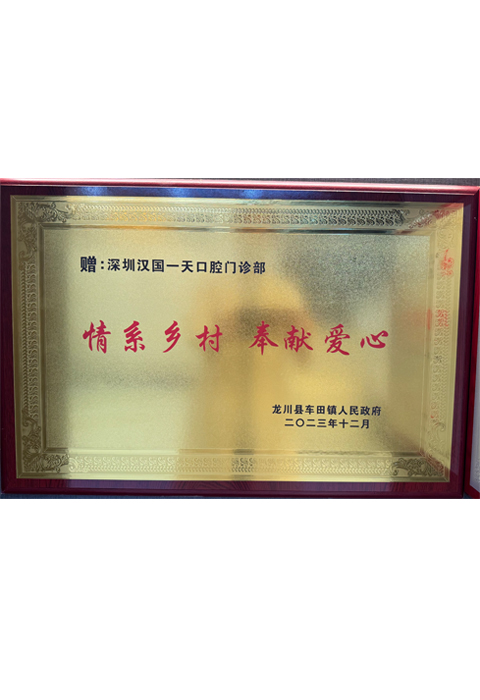 赠:深圳汉国一天口腔门诊部
情系乡村 奉献爱心
龙川县车田镇人民政府
二〇二三年十二月